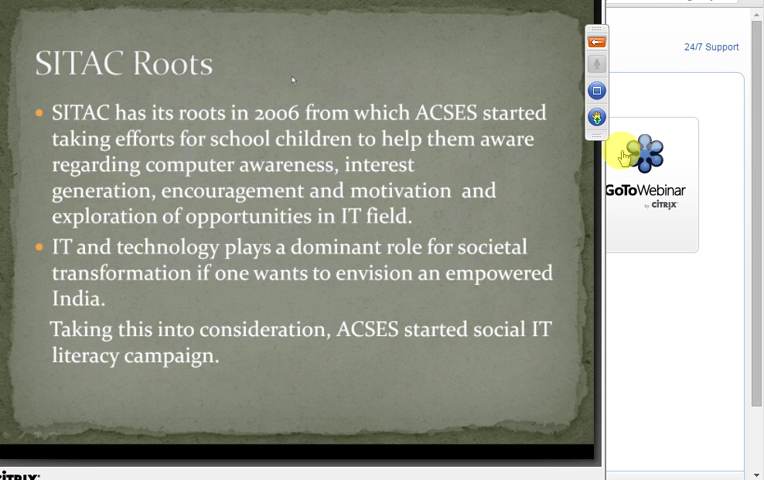 SITAC Roots
SITAC has its roots in 2006 from which ACSES started
taking efforts for school children to help them aware
regarding computer awareness, interest
generation, encouragement and motivation and
exploration of opportunities in IT field.
IT and technology plays a dominant role for societal
transformation if one wants to envision an empowered
India.
Taking this into consideration, ACSES started social IT
literacy campaign.
24/7 Support
GoToWebinar
by CITRIX
CITRIX